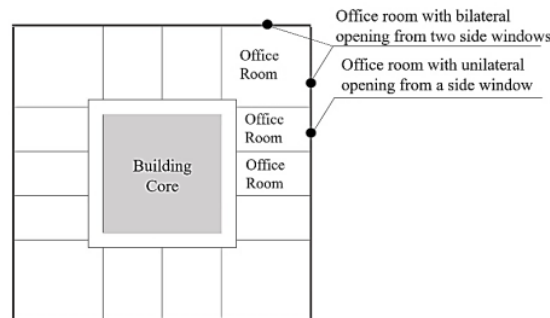 Office room with bilateral
opening from two side windows
Office room with unilateral
opening from a side window
Office
Room
Office
Room
Office
Room
Building
Core